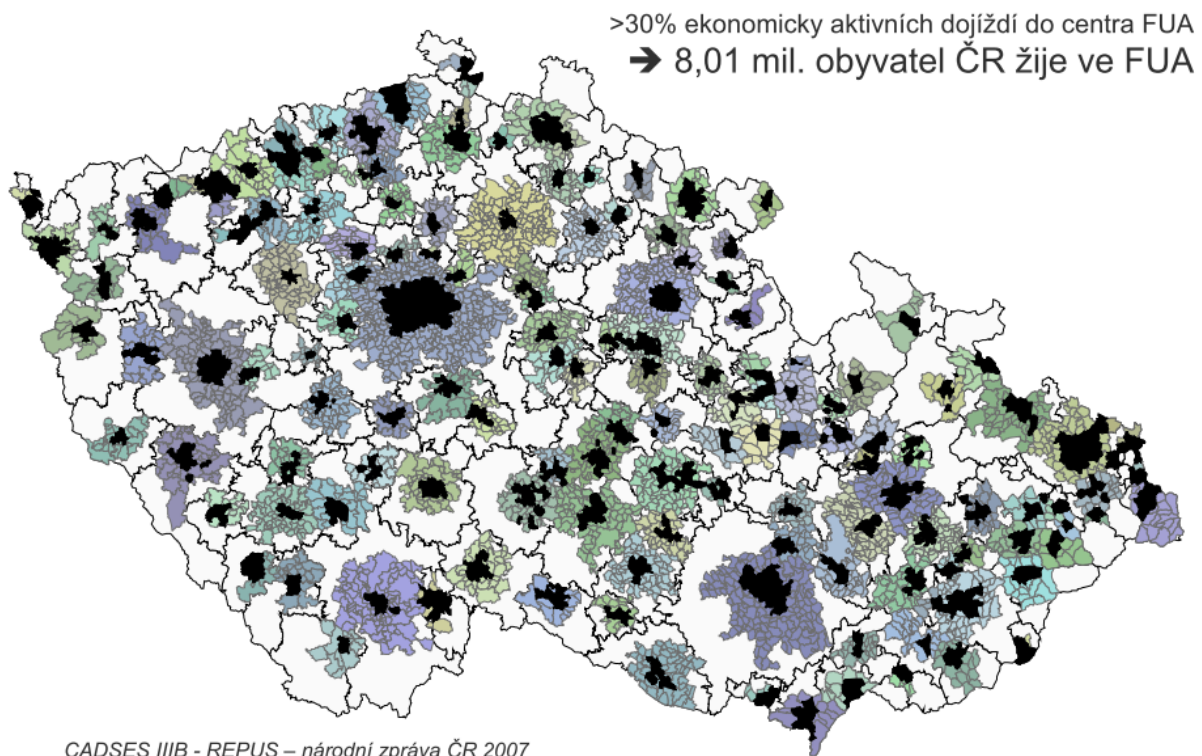 >30% ekonomicky aktivních dojíždí do centra FUA
➔ 8,01 mil. obyvatel ČR žije ve FUA
CADSES IIIB - REPUS – národní zpráva ČR 2007